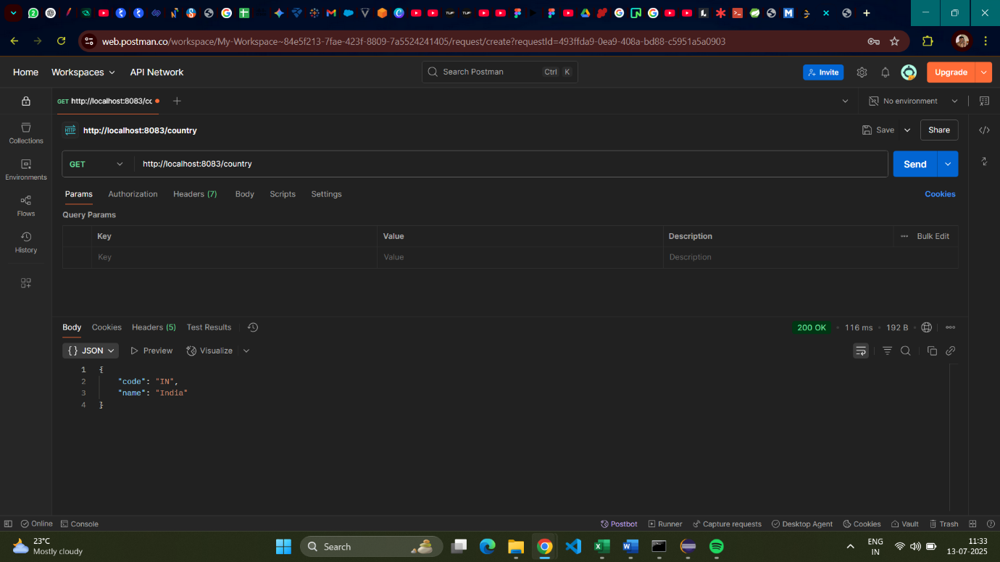 web.postman.co/workspace/My-Workspace~84e5f213-7fae-423f-8809-7a5524241405/request/create?requestId=493ffda9-0ea9-408a-bd88-c5951a5a0903
Home Workspaces API Network Search Postman Ctrl K Invite Upgrade
GET http://localhost:8083/cc No environment
HTTP http://localhost:8083/country Save Share
Collections
GET http://localhost:8083/country Send
Environments
Params Authorization Headers (7) Body Scripts Settings Cookies
Flows
Query Params
Key Value Description Bulk Edit
History
Key Value Description
Body Cookies Headers (5) Test Results 200 OK 116 ms 192 B
{ } JSON Preview Visualize
1 {
2 "code": "IN",
3 "name": "India"
4 }
Online Console Postbot Runner Capture requests Desktop Agent Cookies Vault Trash
23°C
Mostly cloudy
Search
ENG
IN
11:33
13-07-2025